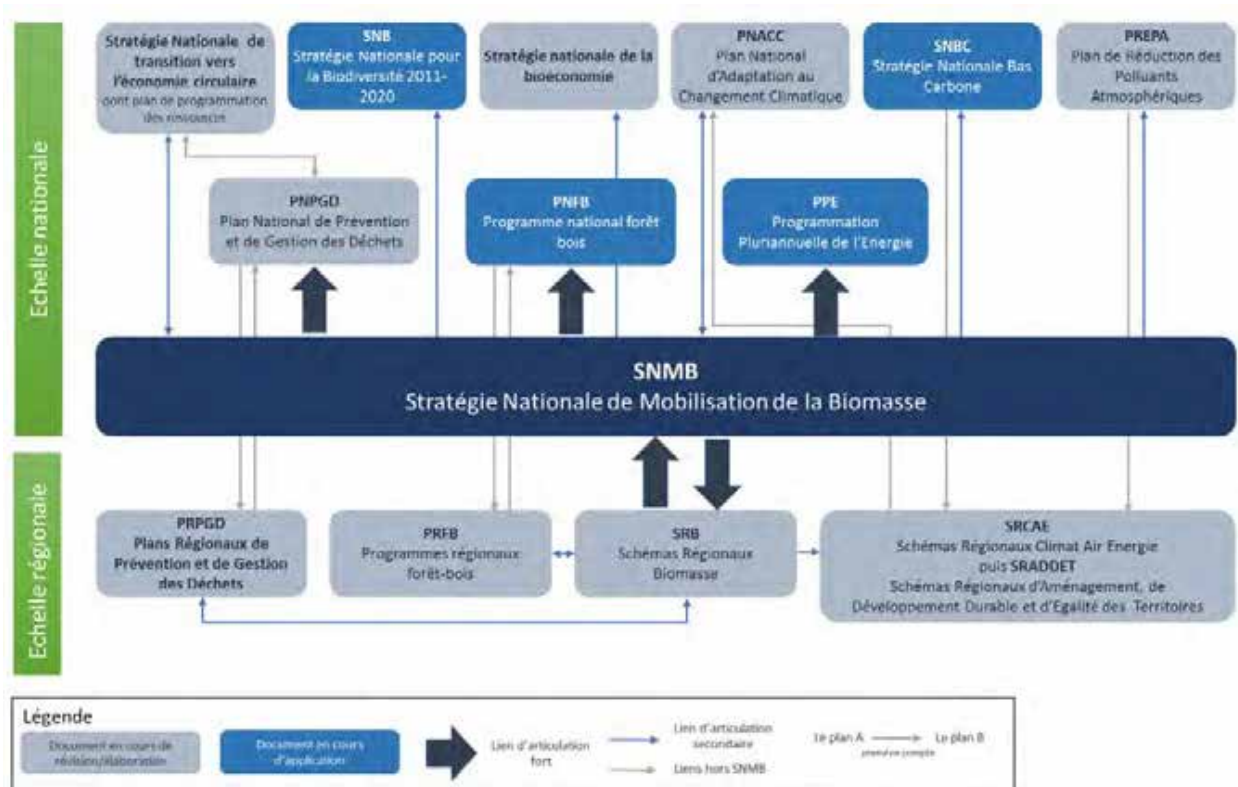 Echelle nationale
Stratégie Nationale de
transition vers
l'économie circulaire
dont plan de programmation
des ressources
SNB
Stratégie Nationale pour
la Biodiversité 2011-
2020
Stratégie nationale de la
bioéconomie
PNACC
Plan National
d'Adaptation au
Changement Climatique
SNBC
Stratégie Nationale Bas
Carbone
PREPA
Plan de Réduction des
Polluants
Atmosphériques
PNPGD
Plan National de Prévention
et de Gestion des Déchets
PNFB
Programme national forêt
bois
PPE
Programmation
Pluriannuelle de l'Energie
SNMB
Stratégie Nationale de Mobilisation de la Biomasse
Echelle régionale
PRPGD
Plans Régionaux de
Prévention et de Gestion
des Déchets
PRFB
Programmes régionaux
forêt-bois
SRB
Schémas Régionaux
Biomasse
SRCAE
Schémas Régionaux Climat Air Energie
puis SRADDET
Schémas Régionaux d'Aménagement, de
Développement Durable et d'Egalité des Territoires
Légende
Document en cours de
révision/élaboration
Document en cours
d'application
Lien d'articulation
fort
Lien d'articulation
secondaire
Liens hors SNMB
Le plan A
Le plan B